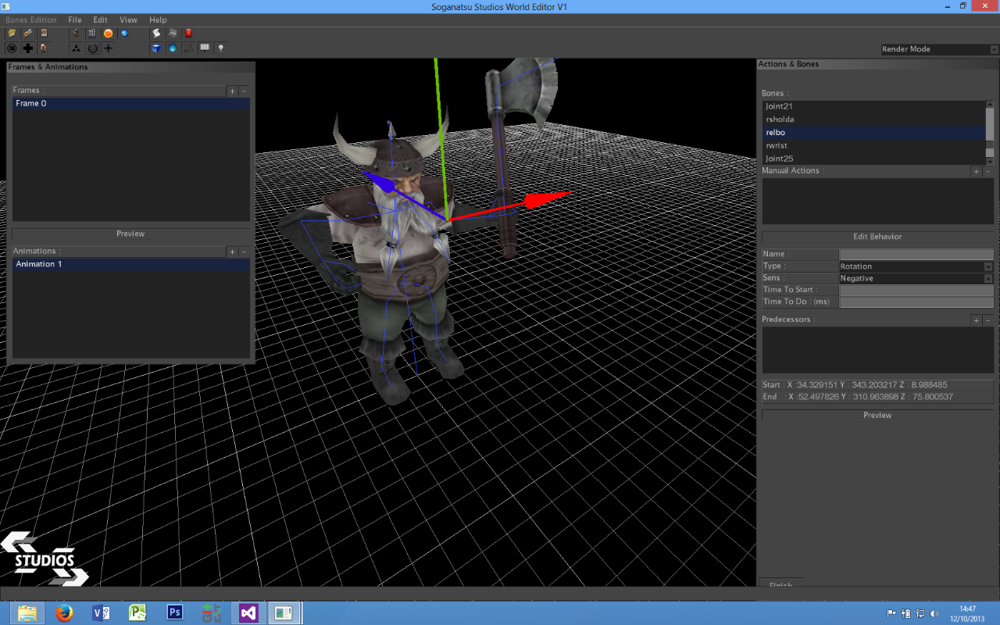 Soganatsu Studios World Editor V1
Bones Edition File Edit View Help
Render Mode
Frames & Animations
Frames :
+ -
Frame 0
Preview
Animations :
+ -
Animation 1
Actions & Bones
Bones :
Joint21
rsholda
relbo
rwrist
Joint25
Manual Actions :
+ -
Edit Behavior
Name :
Type : Rotation
Sens : Negative
Time To Start :
Time To Do : (ms)
Predecessors :
+ -
Start : X :34.329151 Y : 343.203217 Z : 8.988485
End : X :52.497826 Y : 310.963898 Z : 75.800537
Preview
Finish
STUDIOS
V
P
Ps
14:47
12/10/2013